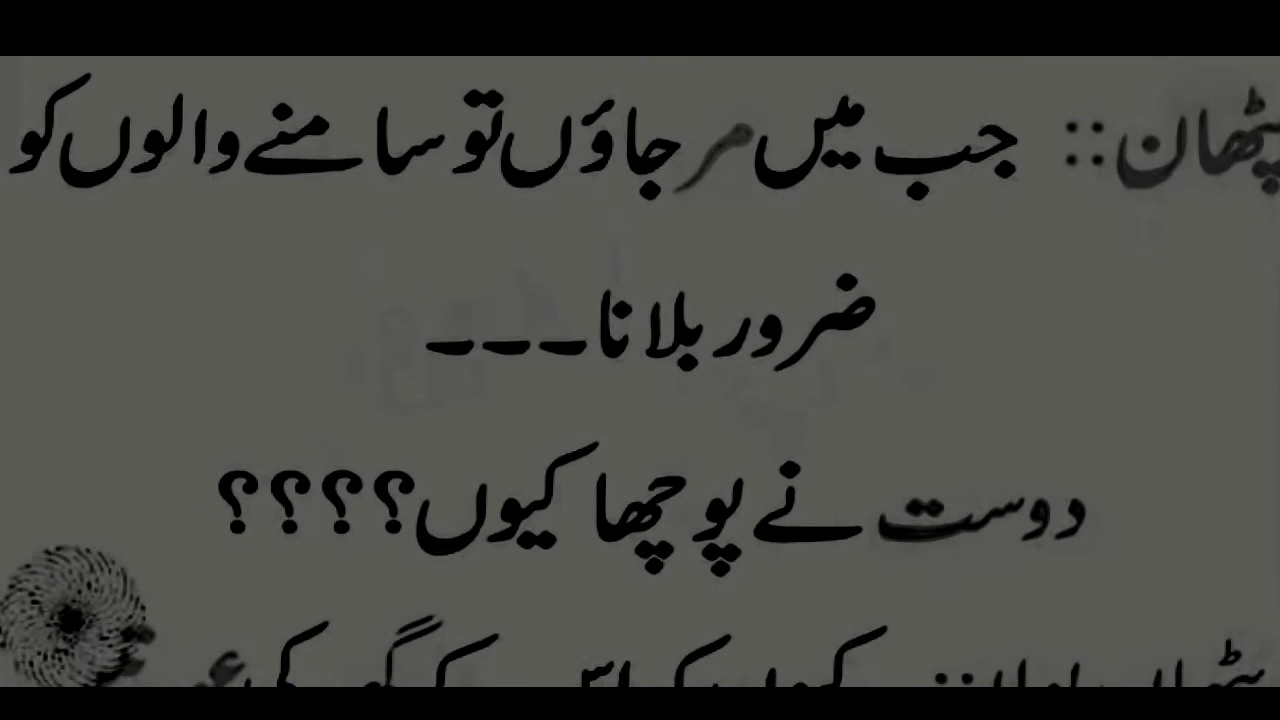 پٹھان:: جب میں مر جاؤں تو سامنے والوں کو
ضرور بلانا۔۔۔
دوست نے پوچھا کیوں؟؟؟؟